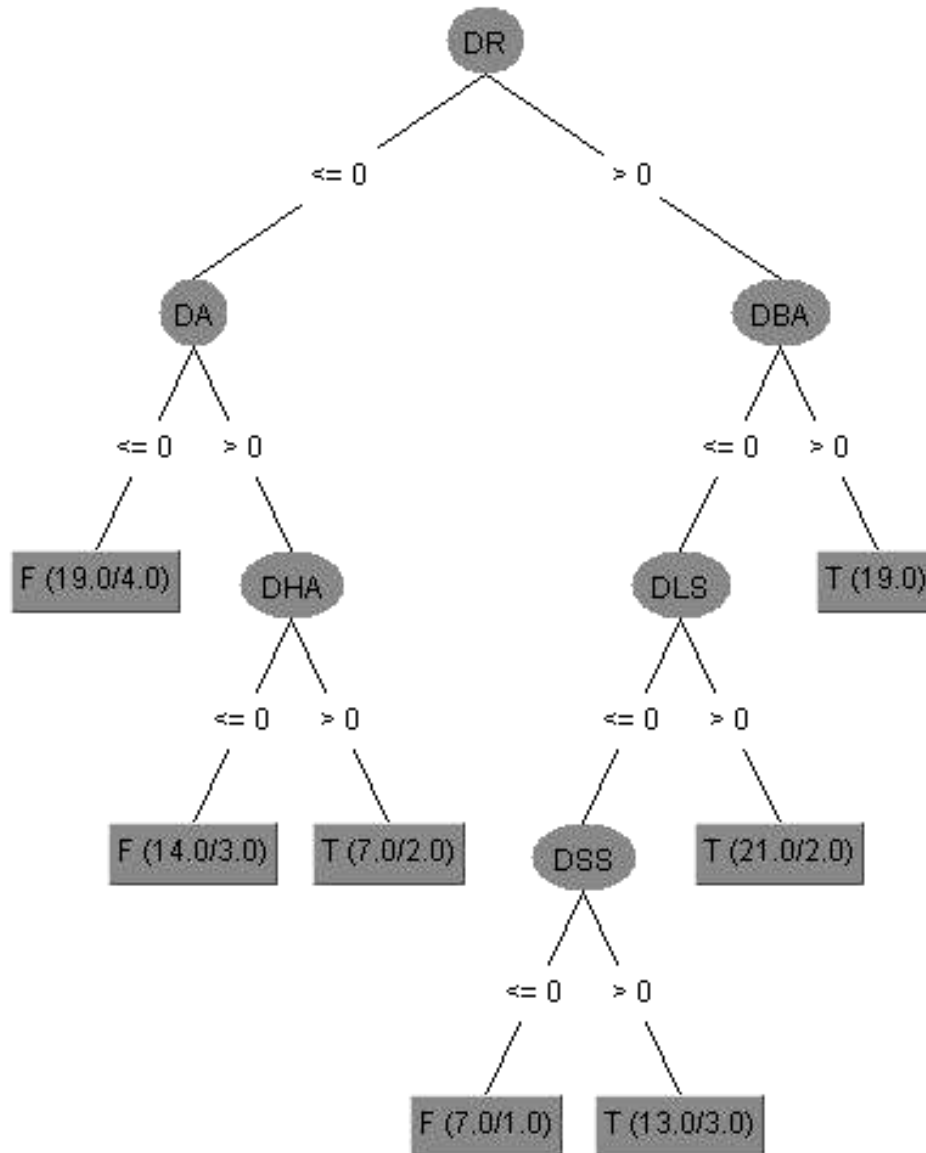 DR
<= 0 > 0
DA DBA
<= 0 > 0 <= 0 > 0
F (19.0/4.0) DHA DLS T (19.0)
<= 0 > 0 <= 0 > 0
F (14.0/3.0) T (7.0/2.0) DSS T (21.0/2.0)
<= 0 > 0
F (7.0/1.0) T (13.0/3.0)